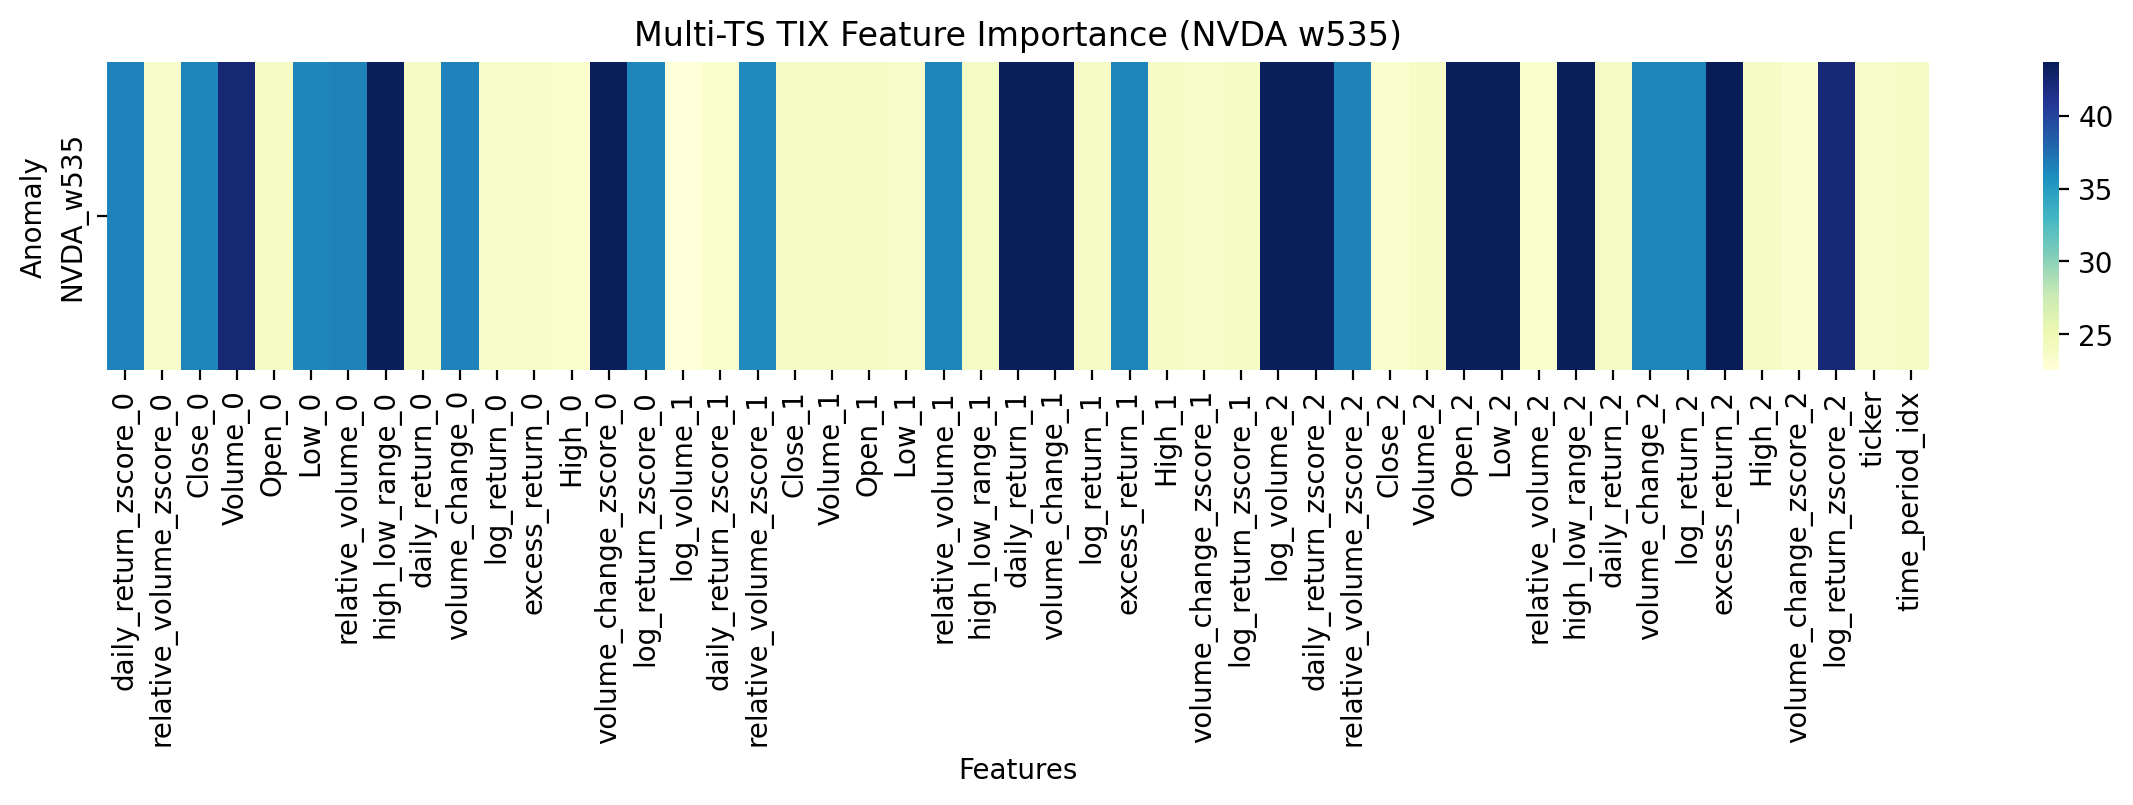 Multi-TS TIX Feature Importance (NVDA w535)
Anomaly
NVDA_w535
40
35
30
25
daily_return_zscore_0
relative_volume_zscore_0
Close_0
Volume_0
Open_0
Low_0
relative_volume_0
high_low_range_0
daily_return_0
volume_change_0
log_return_0
excess_return_0
High_0
volume_change_zscore_0
log_return_zscore_0
log_volume_1
daily_return_zscore_1
relative_volume_zscore_1
Close_1
Volume_1
Open_1
Low_1
relative_volume_1
high_low_range_1
daily_return_1
volume_change_1
log_return_1
excess_return_1
High_1
volume_change_zscore_1
log_return_zscore_1
log_volume_2
daily_return_zscore_2
relative_volume_zscore_2
Close_2
Volume_2
Open_2
Low_2
relative_volume_2
high_low_range_2
daily_return_2
volume_change_2
log_return_2
excess_return_2
High_2
volume_change_zscore_2
log_return_zscore_2
ticker
time_period_idx
Features